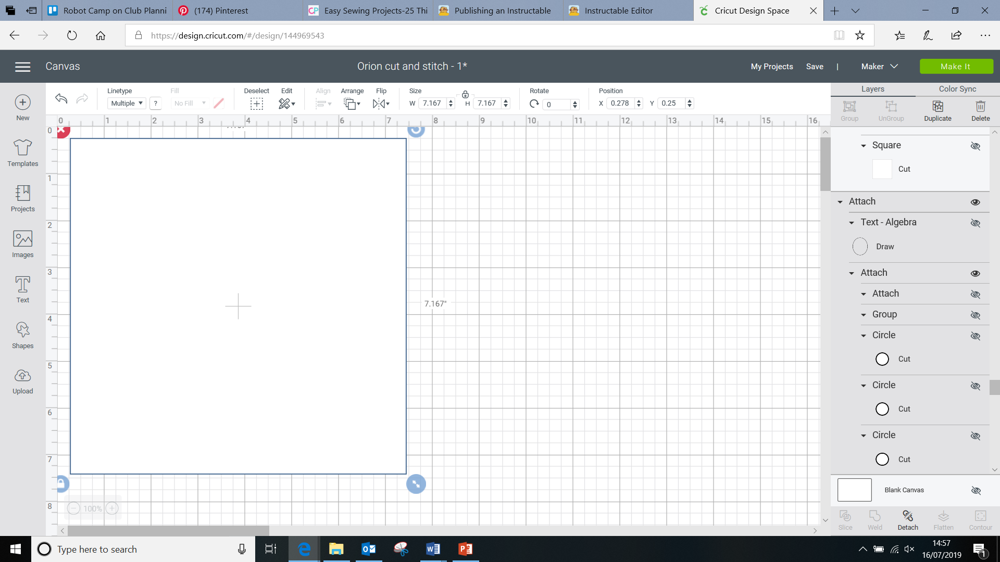 Robot Camp on Club Planni
(174) Pinterest
CP Easy Sewing Projects-25 Thi
Publishing an Instructable
Instructable Editor
Cricut Design Space
https://design.cricut.com/#/design/144969543
Canvas
Orion cut and stitch - 1*
My Projects Save | Maker Make It
Linetype Fill Deselect Edit Align Arrange Flip Size Rotate Position
Multiple ? No Fill W 7.167 H 7.167 0 X 0.278 Y 0.25
Layers Color Sync
Group UnGroup Duplicate Delete
New
Templates
Projects
Images
Text
Shapes
Upload
0 1 2 3 4 5 6 7 8 9 10 11 12 13 14 15 16
0
1
2
3
4
5
6
7
8
7.167"
100%
Square
Cut
Attach
Text - Algebra
Draw
Attach
Attach
Group
Circle
Cut
Circle
Cut
Circle
Cut
Blank Canvas
Slice Weld Detach Flatten Contour
Type here to search
14:57
16/07/2019
1